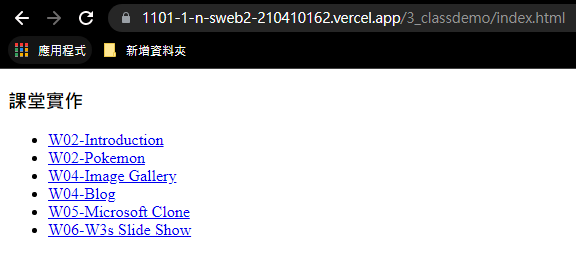 1101-1-n-sweb2-210410162.vercel.app/3_classdemo/index.html
應用程式 新增資料夾
課堂實作
W02-Introduction
W02-Pokemon
W04-Image Gallery
W04-Blog
W05-Microsoft Clone
W06-W3s Slide Show